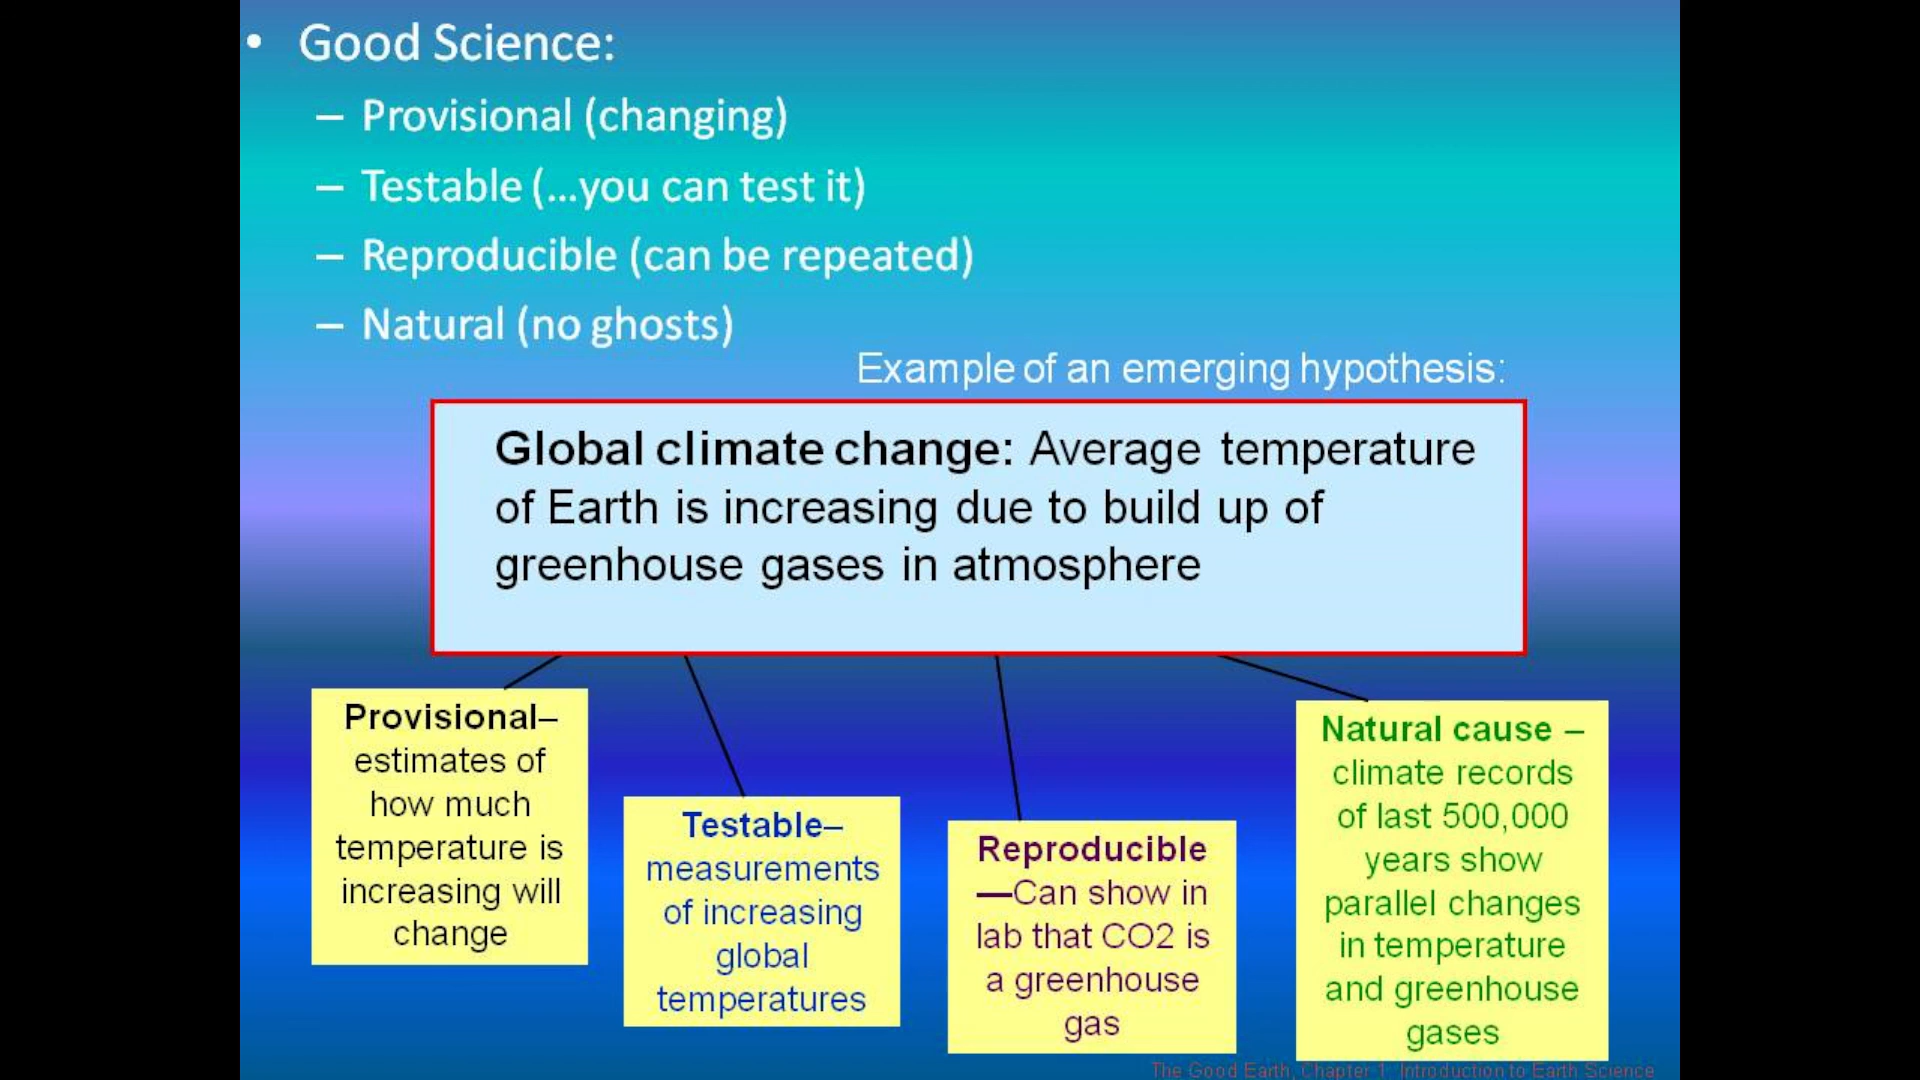 • Good Science:
– Provisional (changing)
– Testable (...you can test it)
– Reproducible (can be repeated)
– Natural (no ghosts)
Example of an emerging hypothesis:
Global climate change: Average temperature
of Earth is increasing due to build up of
greenhouse gases in atmosphere
Provisional–
estimates of
how much
temperature is
increasing will
change
Testable–
measurements
of increasing
global
temperatures
Reproducible
—Can show in
lab that CO2 is
a greenhouse
gas
Natural cause –
climate records
of last 500,000
years show
parallel changes
in temperature
and greenhouse
gases
The Good Earth, Chapter 1: Introduction to Earth Science